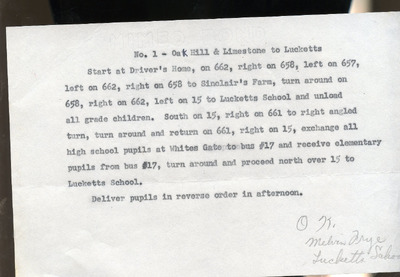 No. 1 - Oak Hill & Limestone to Lucketts
Start at Driver's Home, on 662, right on 658, left on 657,
left on 662, right on 658 to Sinclair's Farm, turn around on
658, right on 662, left on 15 to Lucketts School and unload
all grade children. South on 15, right on 661 to right angled
turn, turn around and return on 661, right on 15, exchange all
high school pupils at Whites Gate to bus #17 and receive elementary
pupils from bus #17, turn around and proceed north over 15 to
Lucketts School.
Deliver pupils in reverse order in afternoon.
O K.
Melvin Frye
Lucketts School